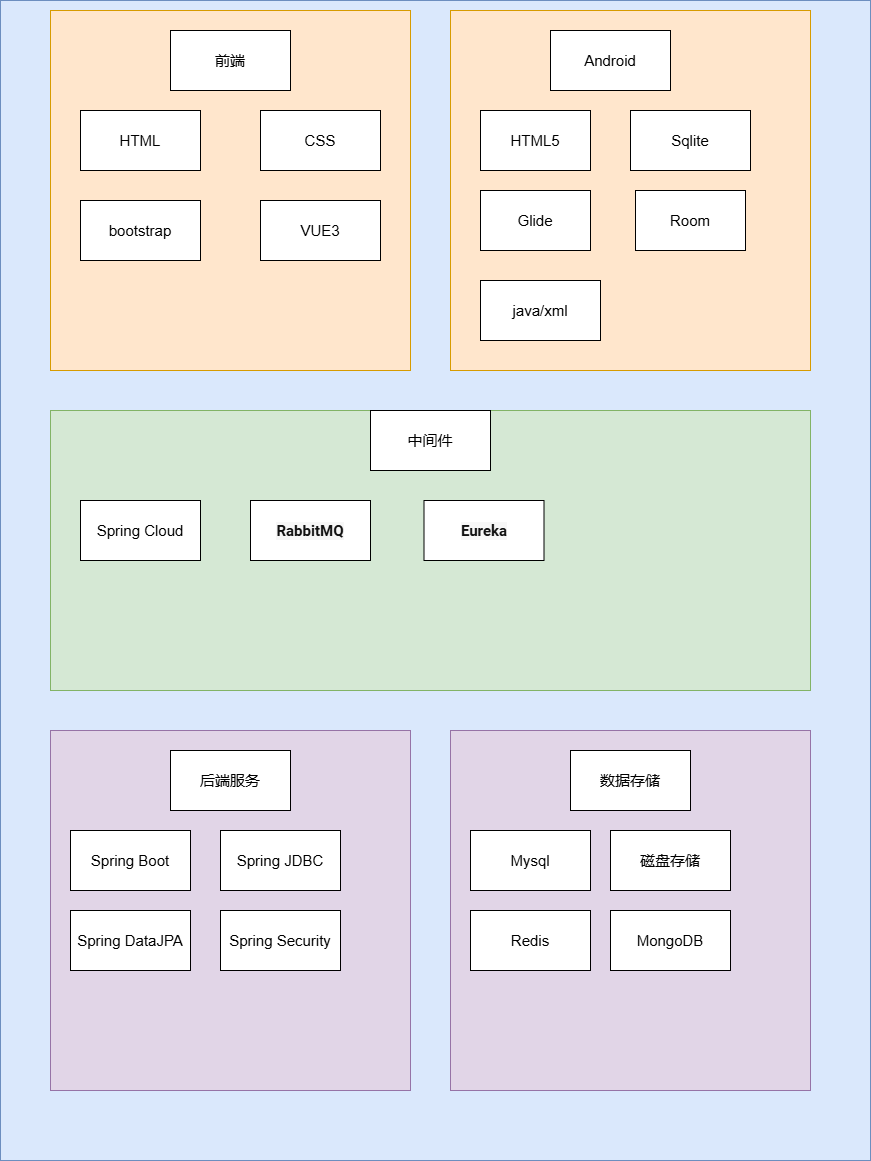 前端
HTML
CSS
bootstrap
VUE3
Android
HTML5
Sqlite
Glide
Room
java/xml
中间件
Spring Cloud
RabbitMQ
Eureka
后端服务
Spring Boot
Spring JDBC
Spring DataJPA
Spring Security
数据存储
Mysql
磁盘存储
Redis
MongoDB